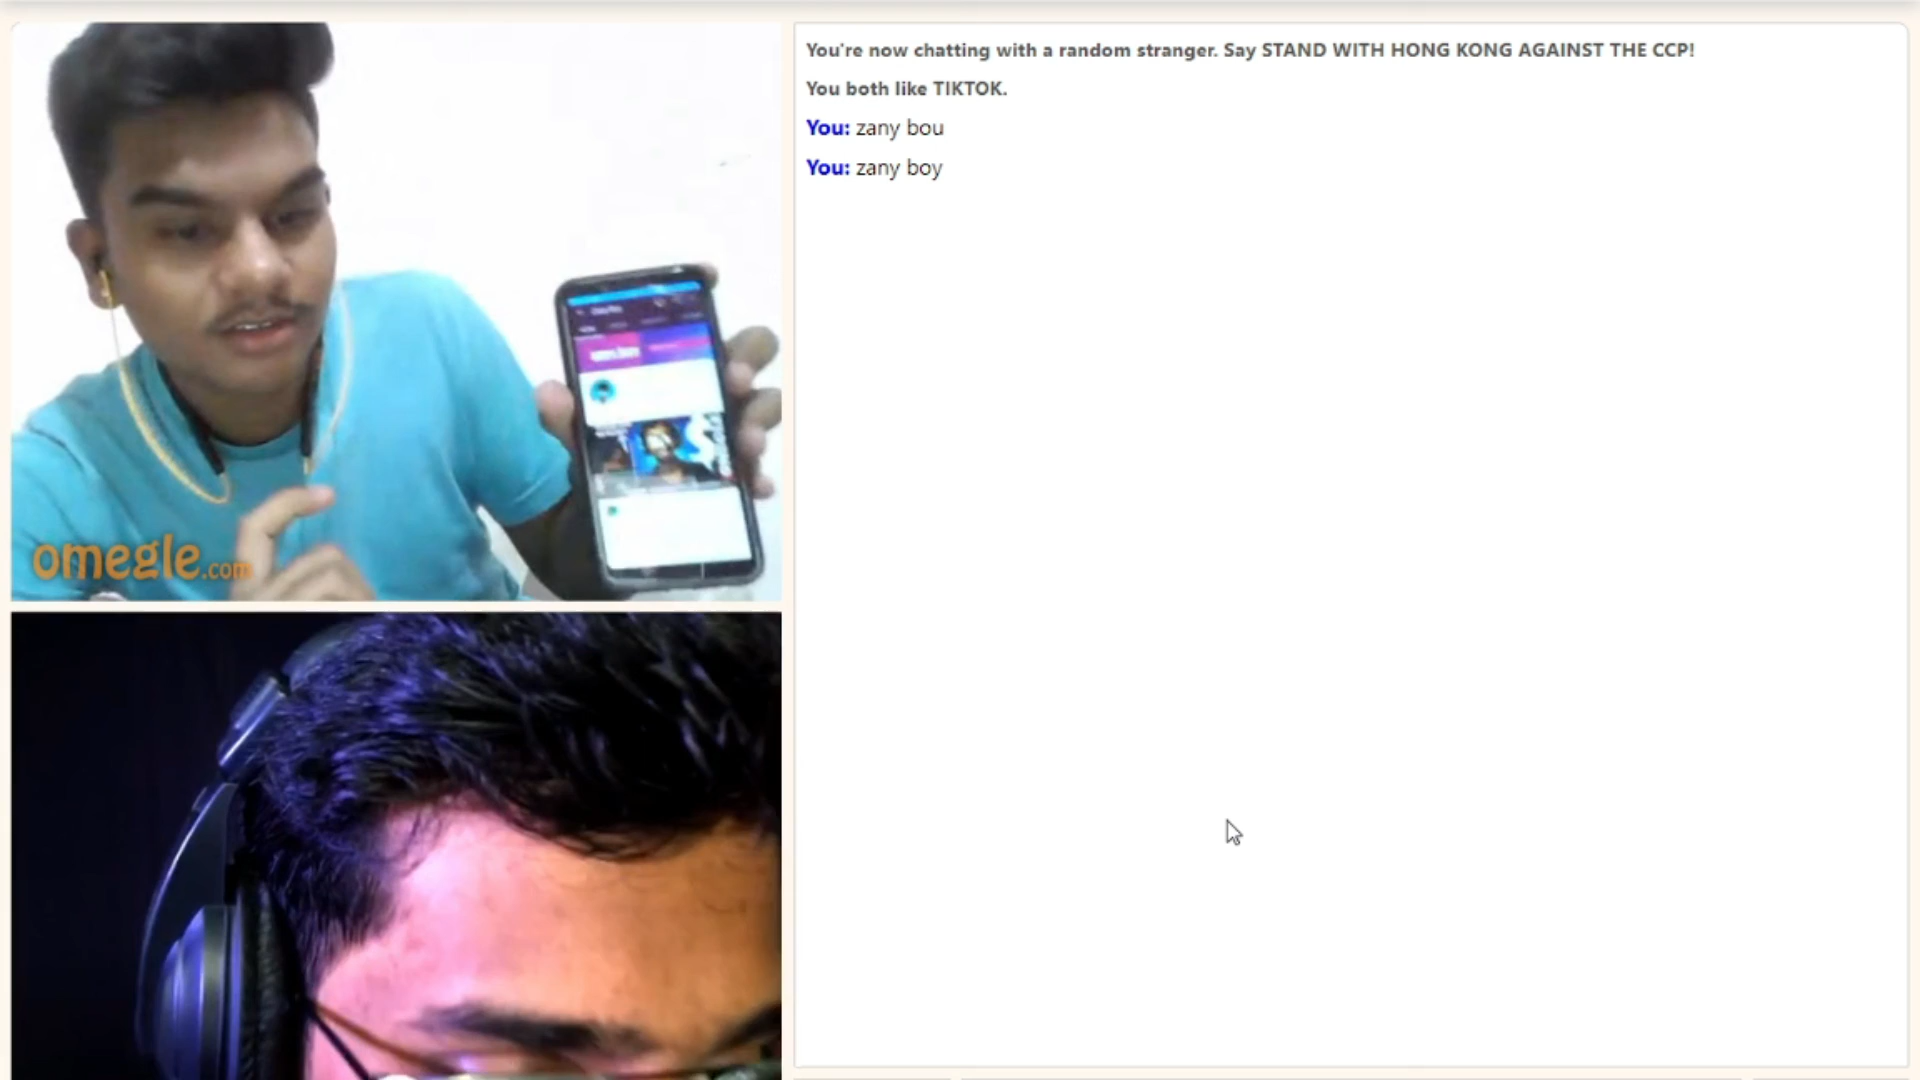 You're now chatting with a random stranger. Say STAND WITH HONG KONG AGAINST THE CCP!
You both like TIKTOK.
You: zany bou
You: zany boy
omegle.com